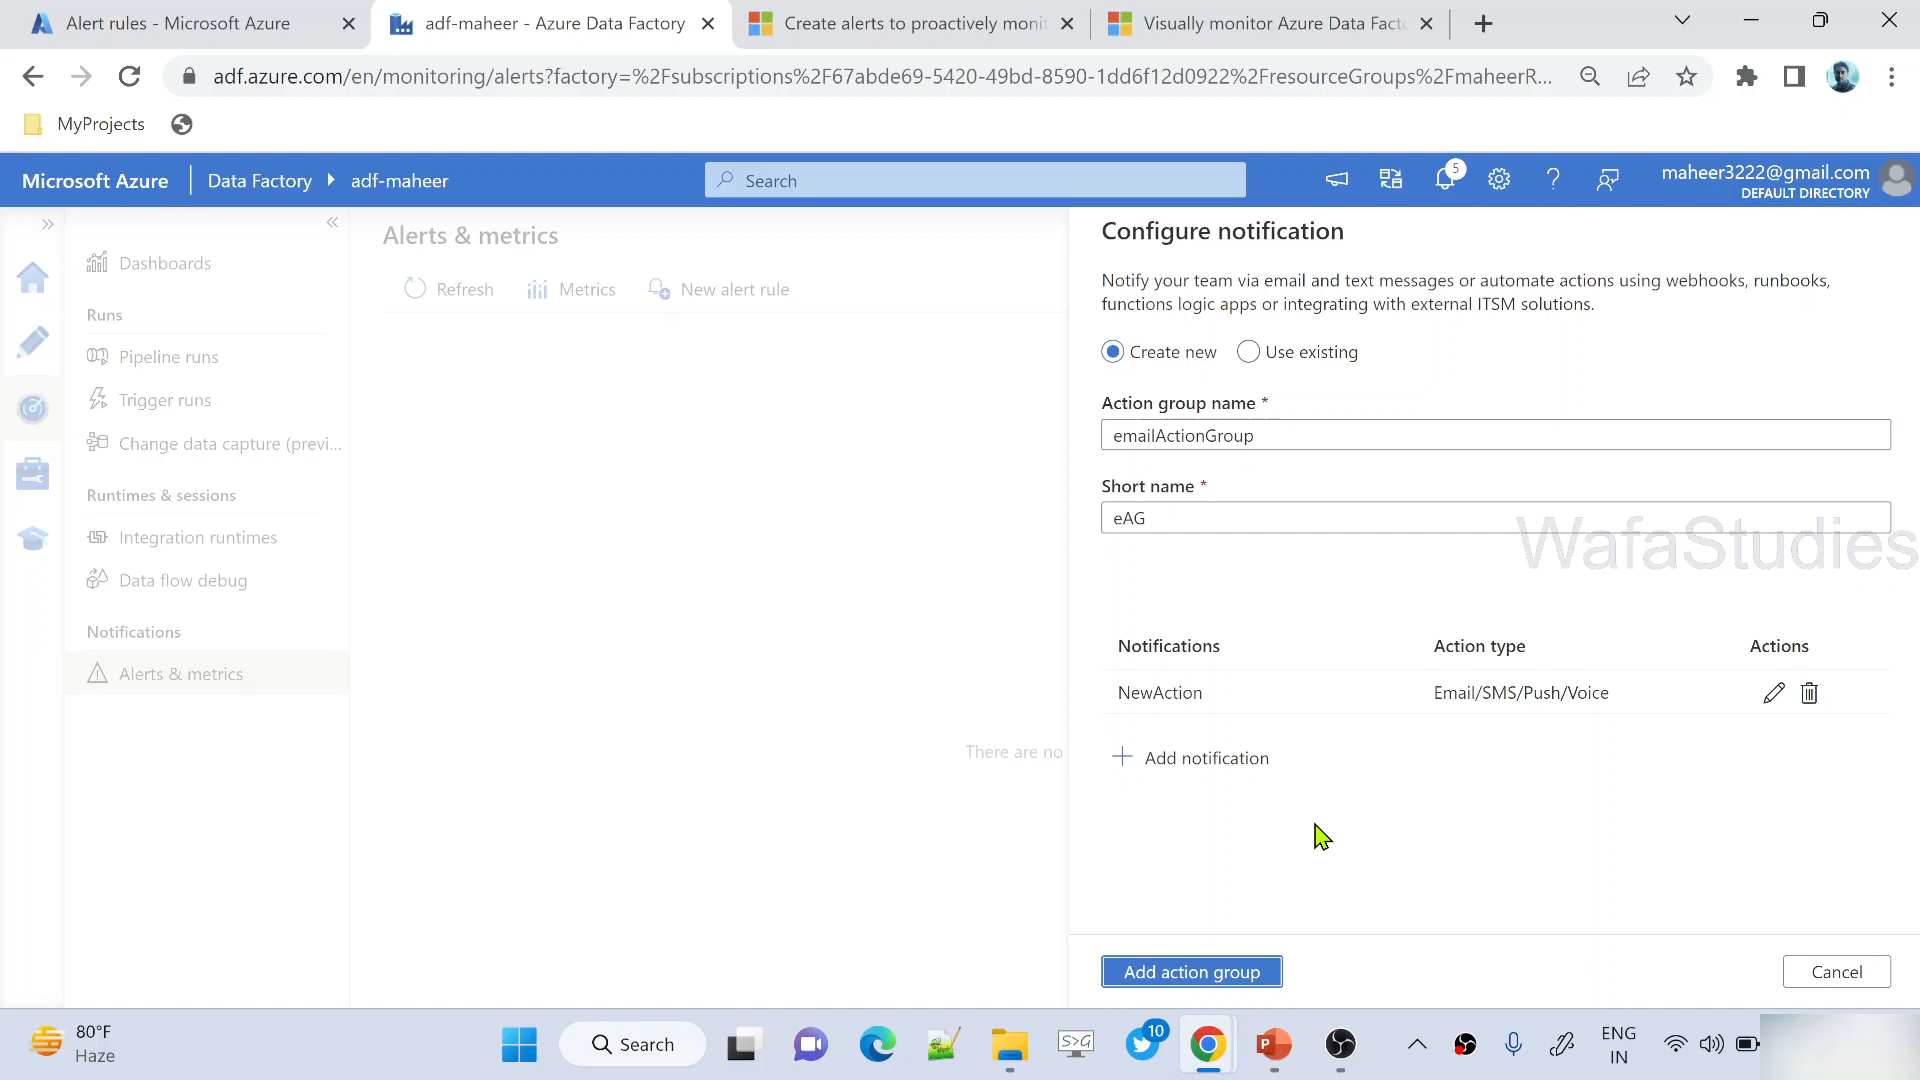 Alert rules - Microsoft Azure
adf-maheer - Azure Data Factory
Create alerts to proactively moni
Visually monitor Azure Data Fact
adf.azure.com/en/monitoring/alerts?factory=%2Fsubscriptions%2F67abde69-5420-49bd-8590-1dd6f12d0922%2FresourceGroups%2FmaheerR...
MyProjects
Microsoft Azure
Data Factory
adf-maheer
Search
5
maheer3222@gmail.com
DEFAULT DIRECTORY
Dashboards
Runs
Pipeline runs
Trigger runs
Change data capture (previ...
Runtimes & sessions
Integration runtimes
Data flow debug
Notifications
Alerts & metrics
Alerts & metrics
Refresh
Metrics
New alert rule
There are no
Configure notification
Notify your team via email and text messages or automate actions using webhooks, runbooks,
functions logic apps or integrating with external ITSM solutions.
Create new
Use existing
Action group name *
emailActionGroup
Short name *
eAG
WafaStudies
Notifications Action type Actions
NewAction Email/SMS/Push/Voice
Add notification
Add action group
Cancel
80°F
Haze
Search
S>G
10
P
ENG
IN